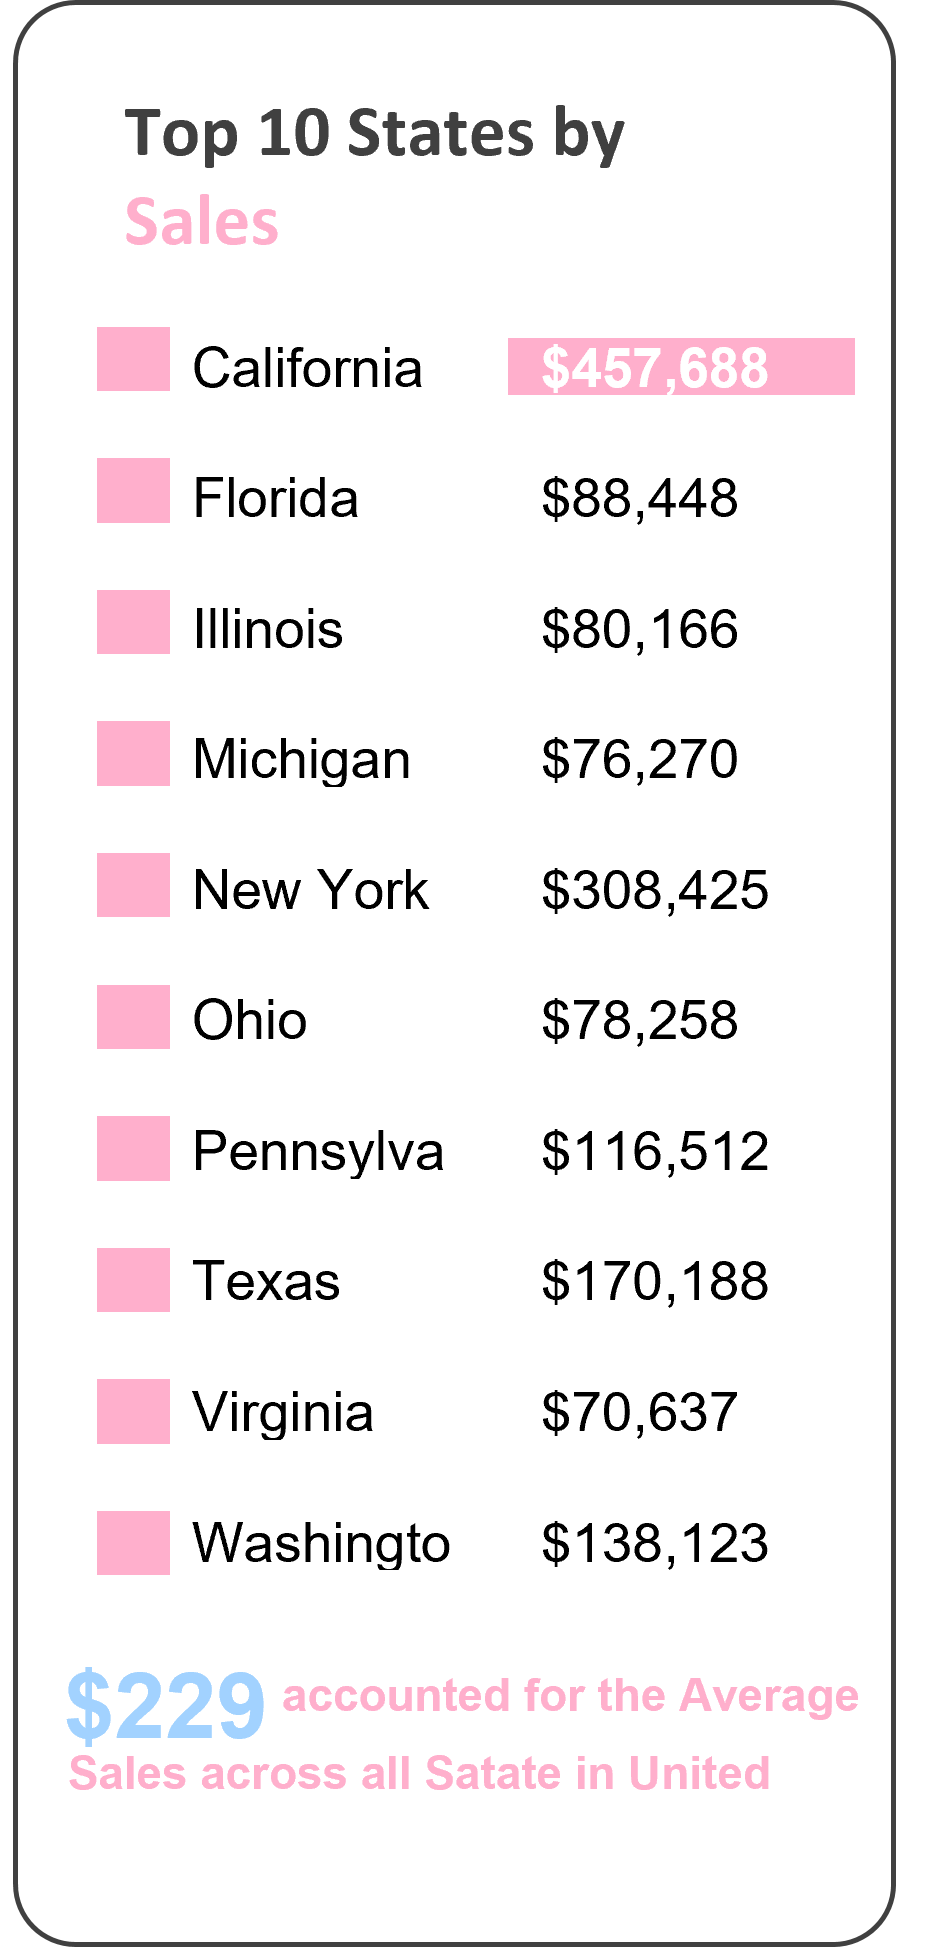 Top 10 States by
Sales
California $457,688
Florida $88,448
Illinois $80,166
Michigan $76,270
New York $308,425
Ohio $78,258
Pennsylva $116,512
Texas $170,188
Virginia $70,637
Washingto $138,123
$229 accounted for the Average
Sales across all Satate in United